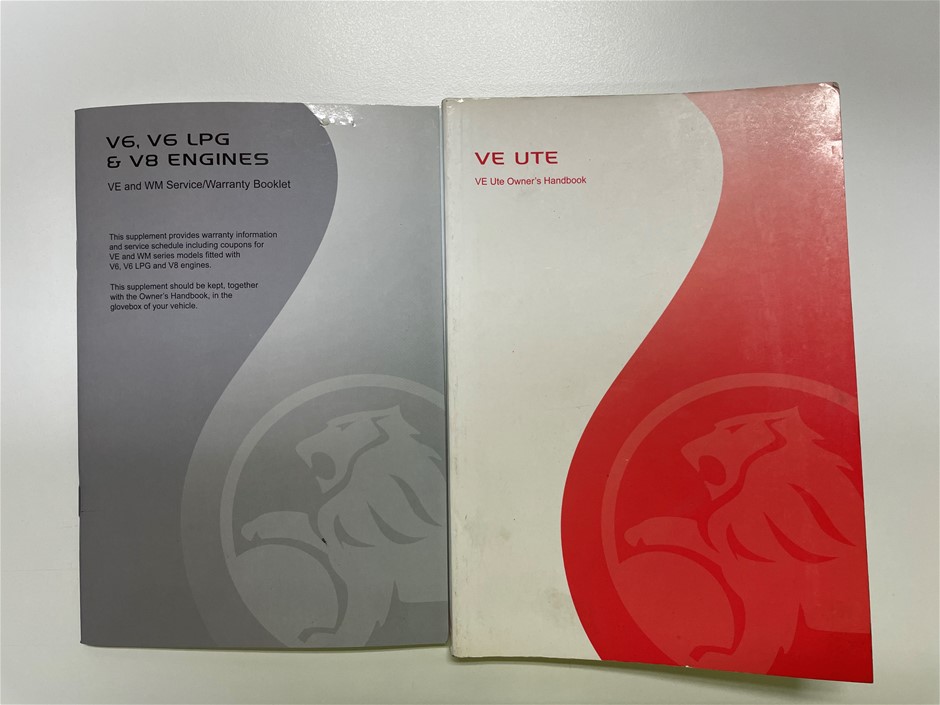 V6, V6 LPG
& V8 ENGINES
VE and WM Service/Warranty Booklet
This supplement provides warranty information
and service schedule including coupons for
VE and WM series models fitted with
V6, V6 LPG and V8 engines.
This supplement should be kept, together
with the Owner's Handbook, in the
glovebox of your vehicle.
VE UTE
VE Ute Owner's Handbook